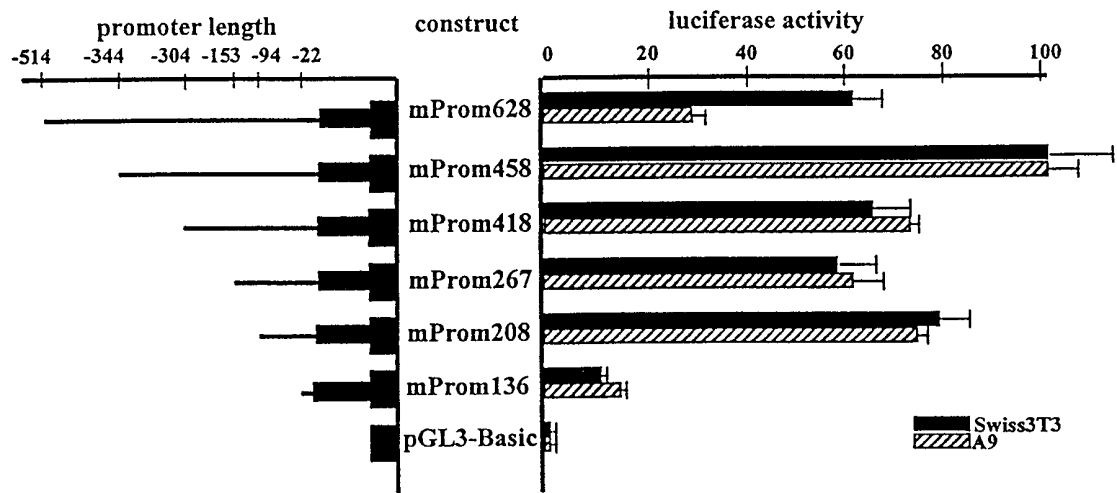 promoter length
construct
luciferase activity
-514 -344 -304 -153 -94 -22
0 20 40 60 80 100
mProm628
mProm458
mProm418
mProm267
mProm208
mProm136
pGL3-Basic
Swiss3T3
A9